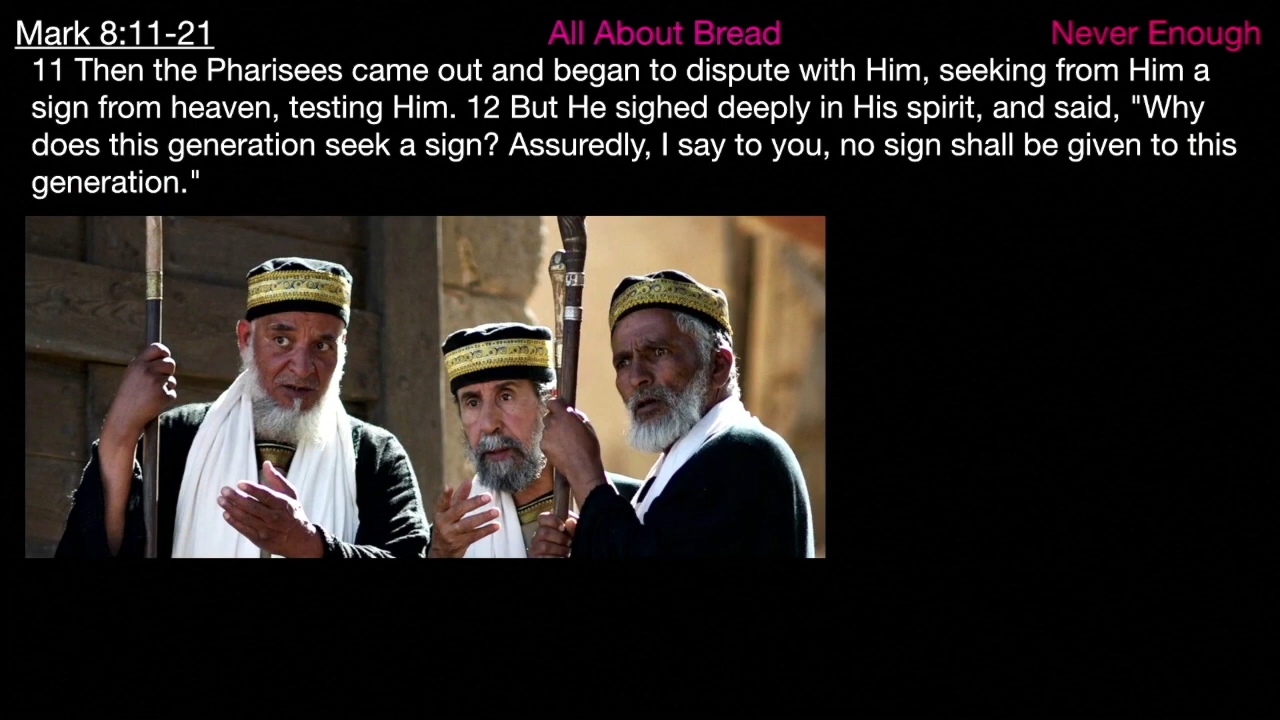 Mark 8:11-21 All About Bread Never Enough
11 Then the Pharisees came out and began to dispute with Him, seeking from Him a
sign from heaven, testing Him. 12 But He sighed deeply in His spirit, and said, "Why
does this generation seek a sign? Assuredly, I say to you, no sign shall be given to this
generation."